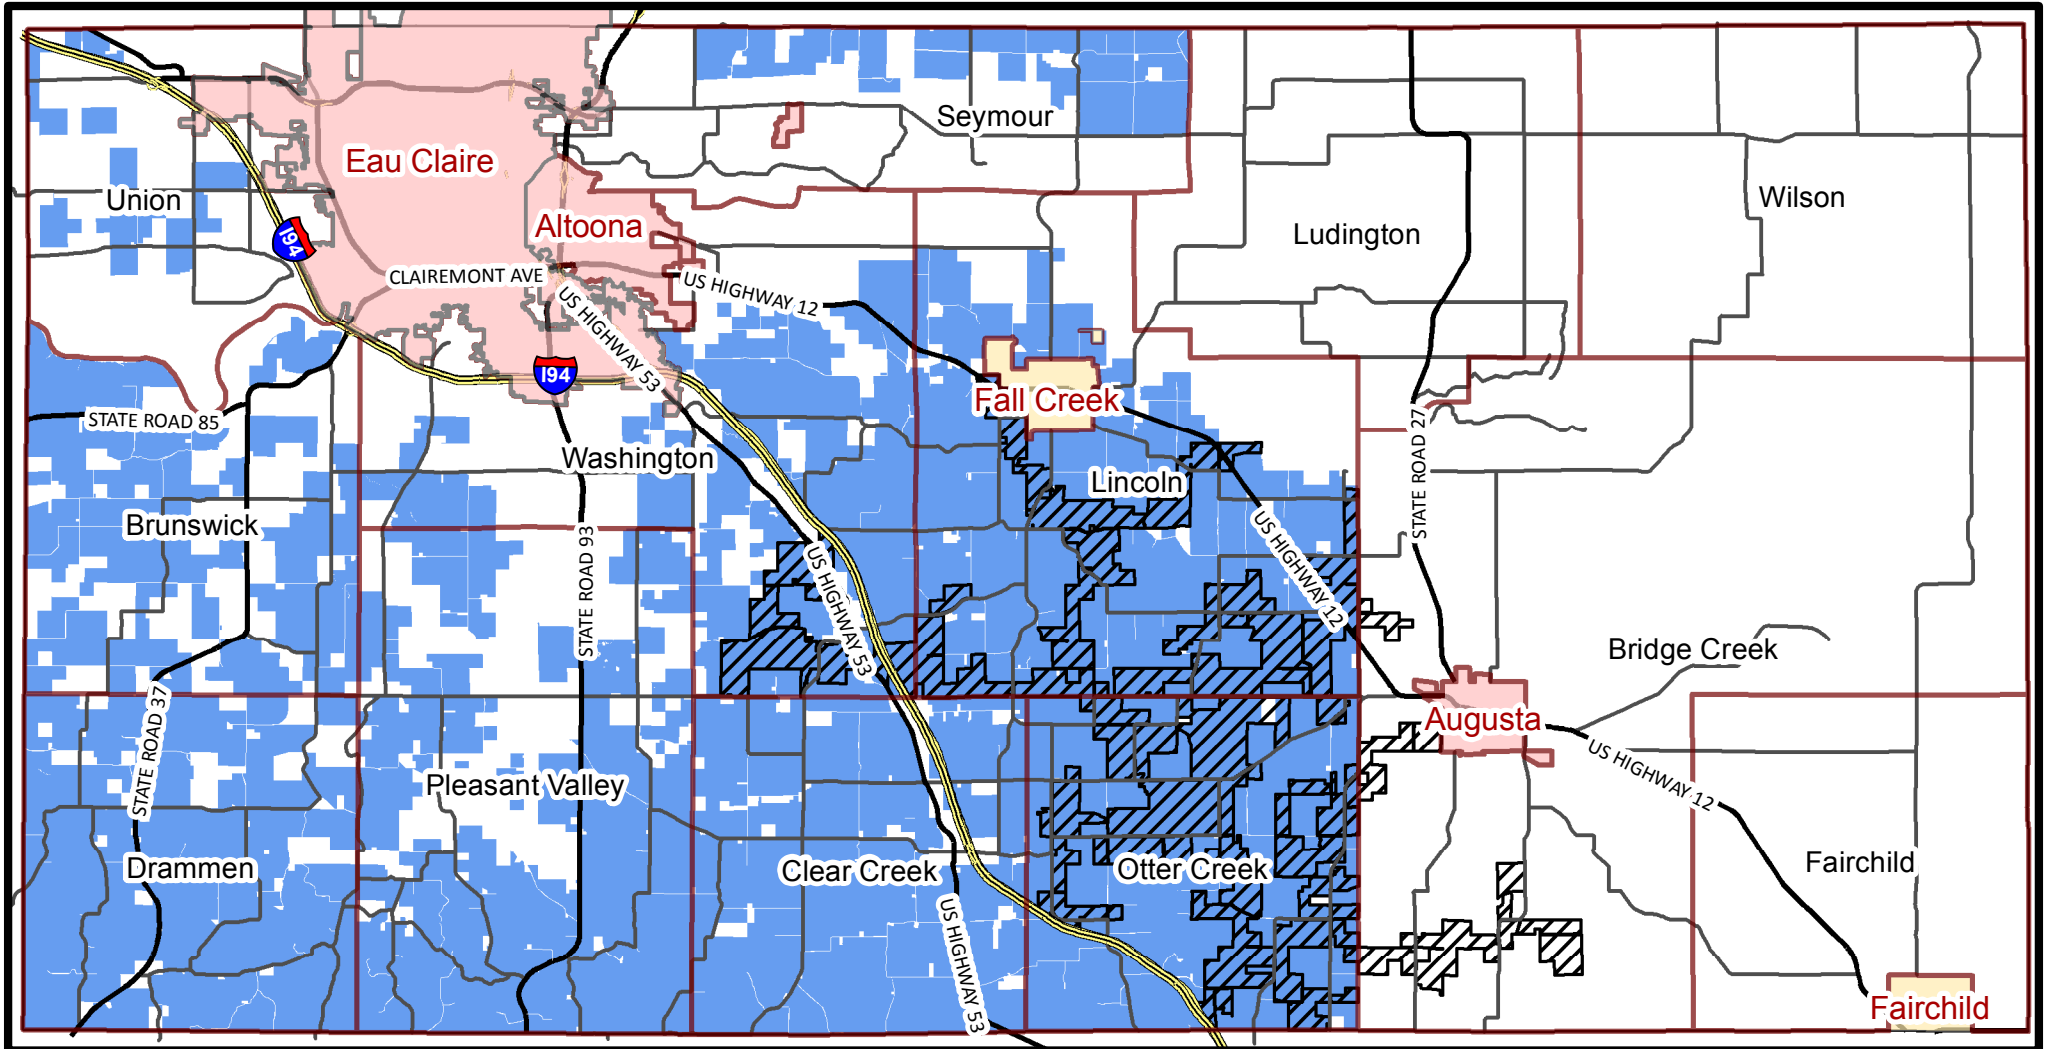 Seymour
Eau Claire
Union
Wilson
Altoona
Ludington
I94
CLAIREMONT AVE
US HIGHWAY 12
US HIGHWAY 53
I94
Fall Creek
STATE ROAD 85
Washington
STATE ROAD 27
Lincoln
Brunswick
US HIGHWAY 12
STATE ROAD 93
US HIGHWAY 53
Bridge Creek
STATE ROAD 37
Augusta
US HIGHWAY 12
Pleasant Valley
Drammen
Clear Creek
Otter Creek
Fairchild
US HIGHWAY 53
Fairchild